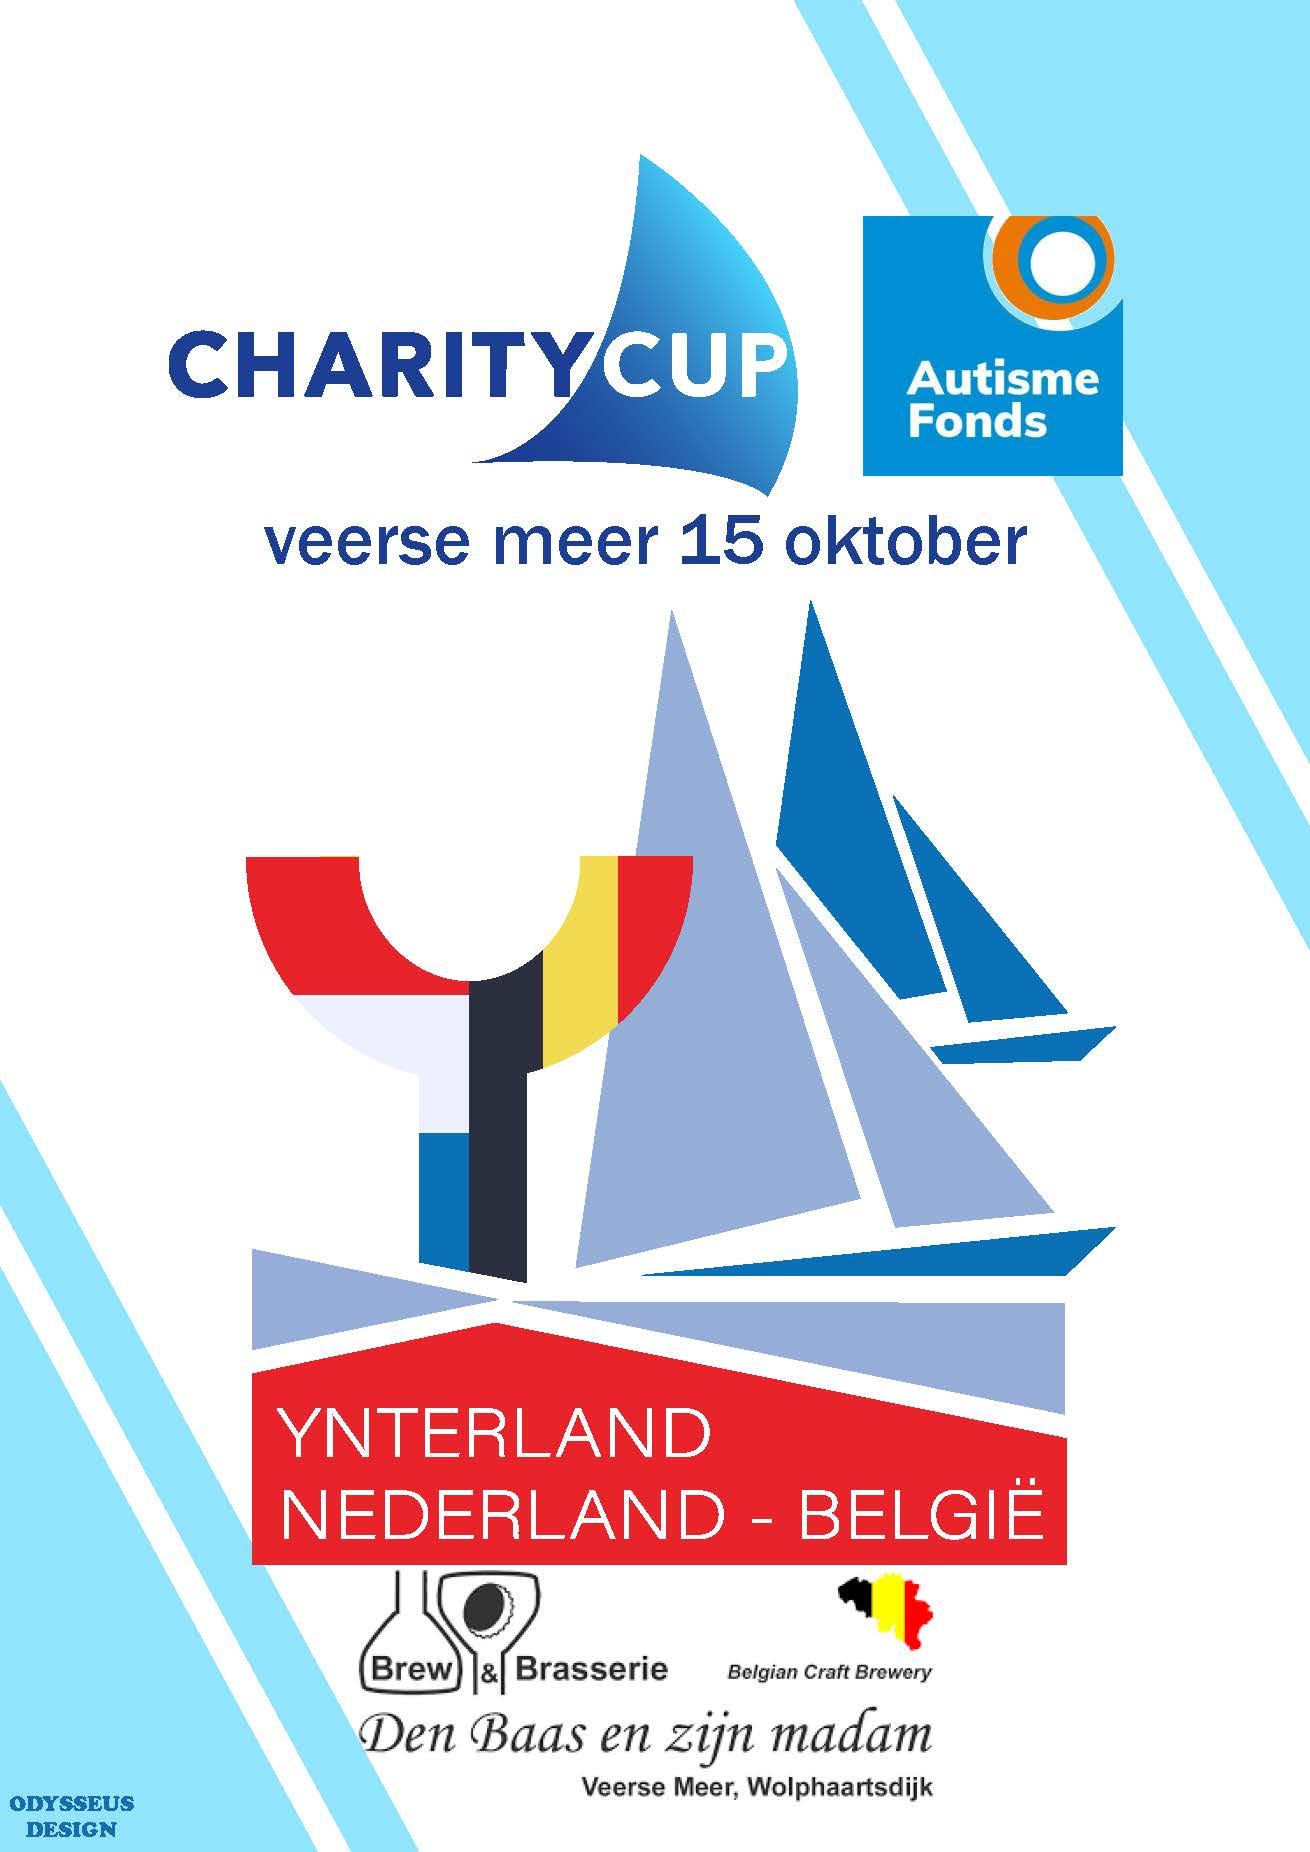 CHARITYCUP
Autisme
Fonds
veerse meer 15 oktober
YNTERLAND
NEDERLAND - BELGIË
Brew & Brasserie
Belgian Craft Brewery
Den Baas en zijn madam
Veerse Meer, Wolphaartsdijk
ODYSSEUS
DESIGN